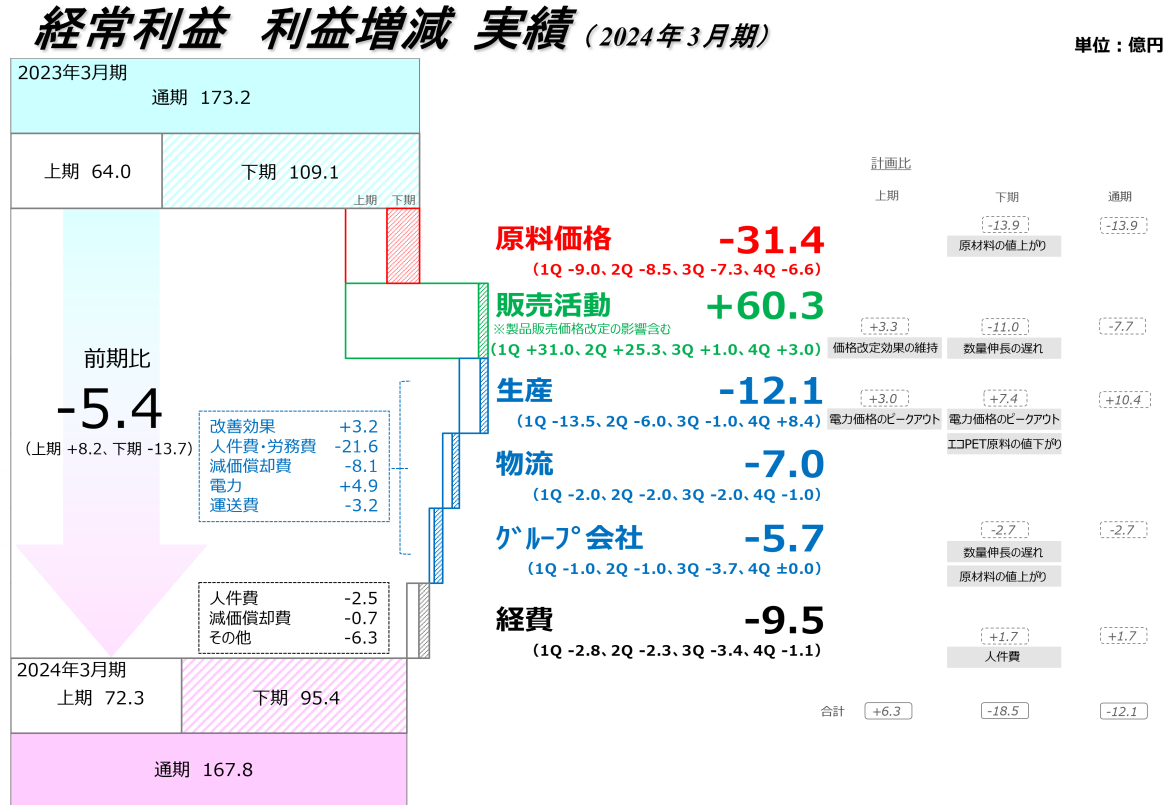 経常利益 利益増減 実績（2024年3月期）
単位：億円
2023年3月期
通期 173.2
上期 64.0
下期 109.1
上期 下期
計画比
上期 下期 通期
原料価格 -31.4
（1Q -9.0、2Q -8.5、3Q -7.3、4Q -6.6）
-13.9 -13.9
原材料の値上がり
販売活動 +60.3
※製品販売価格改定の影響含む
（1Q +31.0、2Q +25.3、3Q +1.0、4Q +3.0）
+3.3 -11.0 -7.7
価格改定効果の維持 数量伸長の遅れ
前期比
-5.4
（上期 +8.2、下期 -13.7）
生産 -12.1
（1Q -13.5、2Q -6.0、3Q -1.0、4Q +8.4）
+3.0 +7.4 +10.4
電力価格のピークアウト 電力価格のピークアウト
エコPET原料の値下がり
改善効果 +3.2
人件費・労務費 -21.6
減価償却費 -8.1
電力 +4.9
運送費 -3.2
物流 -7.0
（1Q -2.0、2Q -2.0、3Q -2.0、4Q -1.0）
ｸﾞﾙｰﾌﾟ会社 -5.7
（1Q -1.0、2Q -1.0、3Q -3.7、4Q ±0.0）
-2.7 -2.7
数量伸長の遅れ
原材料の値上がり
人件費 -2.5
減価償却費 -0.7
その他 -6.3
経費 -9.5
（1Q -2.8、2Q -2.3、3Q -3.4、4Q -1.1）
+1.7 +1.7
人件費
2024年3月期
上期 72.3
下期 95.4
合計 +6.3 -18.5 -12.1
通期 167.8